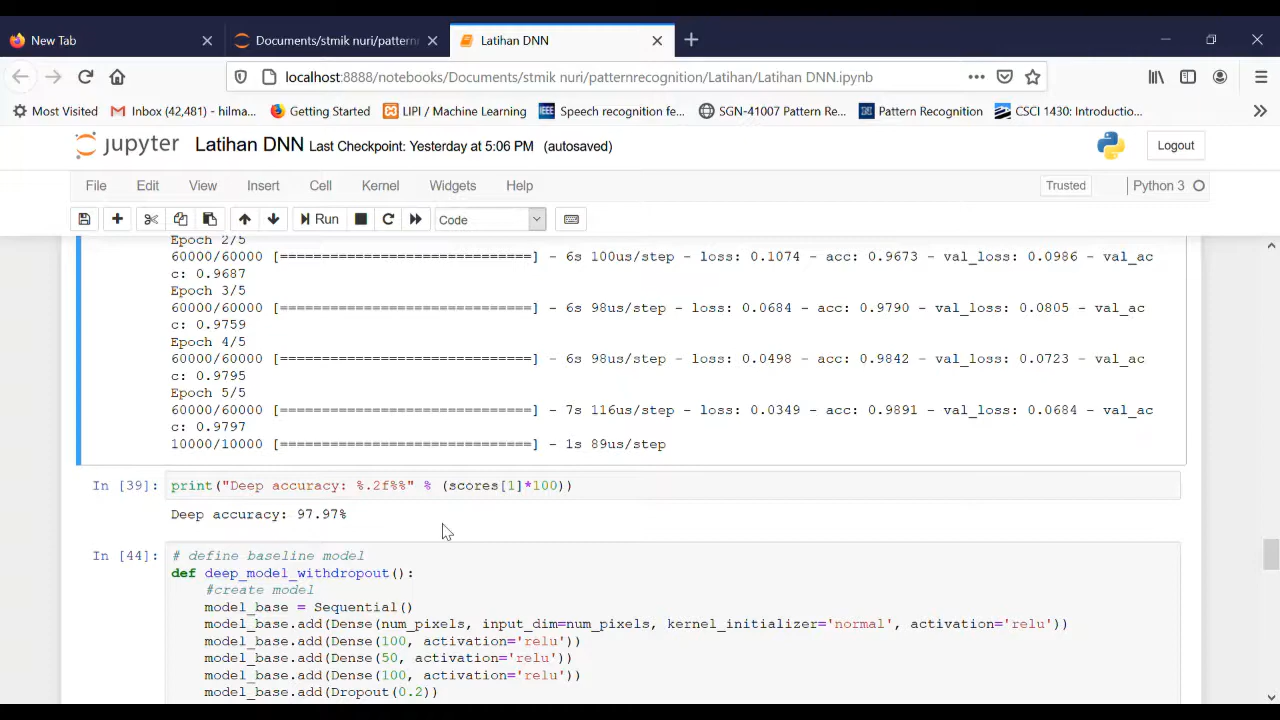 New Tab
Documents/stmik nuri/pattern
Latihan DNN
localhost:8888/notebooks/Documents/stmik nuri/patternrecognition/Latihan/Latihan DNN.ipynb
Most Visited
Inbox (42,481) - hilma...
Getting Started
LIPI / Machine Learning
IEEE
Speech recognition fe...
SGN-41007 Pattern Re...
Pattern Recognition
CSCI 1430: Introductio...
jupyter Latihan DNN Last Checkpoint: Yesterday at 5:06 PM (autosaved)
Logout
File Edit View Insert Cell Kernel Widgets Help
Trusted
Python 3
Run
Code
Epoch 2/5
60000/60000 [==============================] - 6s 100us/step - loss: 0.1074 - acc: 0.9673 - val_loss: 0.0986 - val_ac
c: 0.9687
Epoch 3/5
60000/60000 [==============================] - 6s 98us/step - loss: 0.0684 - acc: 0.9790 - val_loss: 0.0805 - val_ac
c: 0.9759
Epoch 4/5
60000/60000 [==============================] - 6s 98us/step - loss: 0.0498 - acc: 0.9842 - val_loss: 0.0723 - val_ac
c: 0.9795
Epoch 5/5
60000/60000 [==============================] - 7s 116us/step - loss: 0.0349 - acc: 0.9891 - val_loss: 0.0684 - val_ac
c: 0.9797
10000/10000 [==============================] - 1s 89us/step
In [39]: print("Deep accuracy: %.2f%%" % (scores[1]*100))
Deep accuracy: 97.97%
In [44]: # define baseline model
def deep_model_withdropout():
#create model
model_base = Sequential()
model_base.add(Dense(num_pixels, input_dim=num_pixels, kernel_initializer='normal', activation='relu'))
model_base.add(Dense(100, activation='relu'))
model_base.add(Dense(50, activation='relu'))
model_base.add(Dense(100, activation='relu'))
model_base.add(Dropout(0.2))